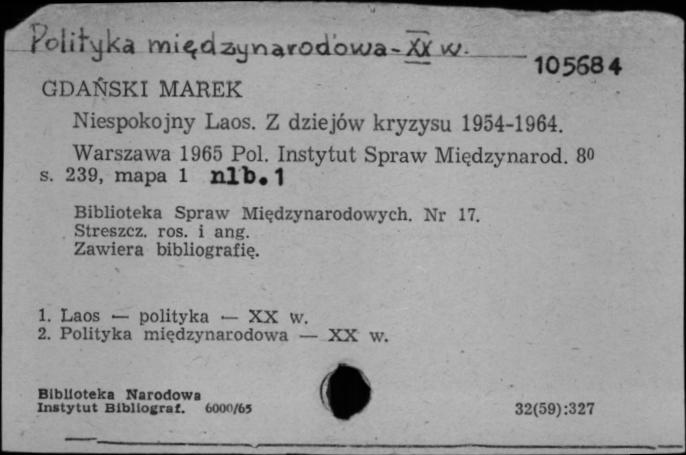 Polityka międzynarodowa - XX w.
105684
GDAŃSKI MAREK
Niespokojny Laos. Z dziejów kryzysu 1954-1964.
Warszawa 1965 Pol. Instytut Spraw Międzynarod. 8⁰
s. 239, mapa 1 nlb. 1
Biblioteka Spraw Międzynarodowych. Nr 17.
Streszcz. ros. i ang.
Zawiera bibliografię.
1. Laos — polityka — XX w.
2. Polityka międzynarodowa — XX w.
Biblioteka Narodowa
Instytut Bibliograf. 6000/65
32(59):327